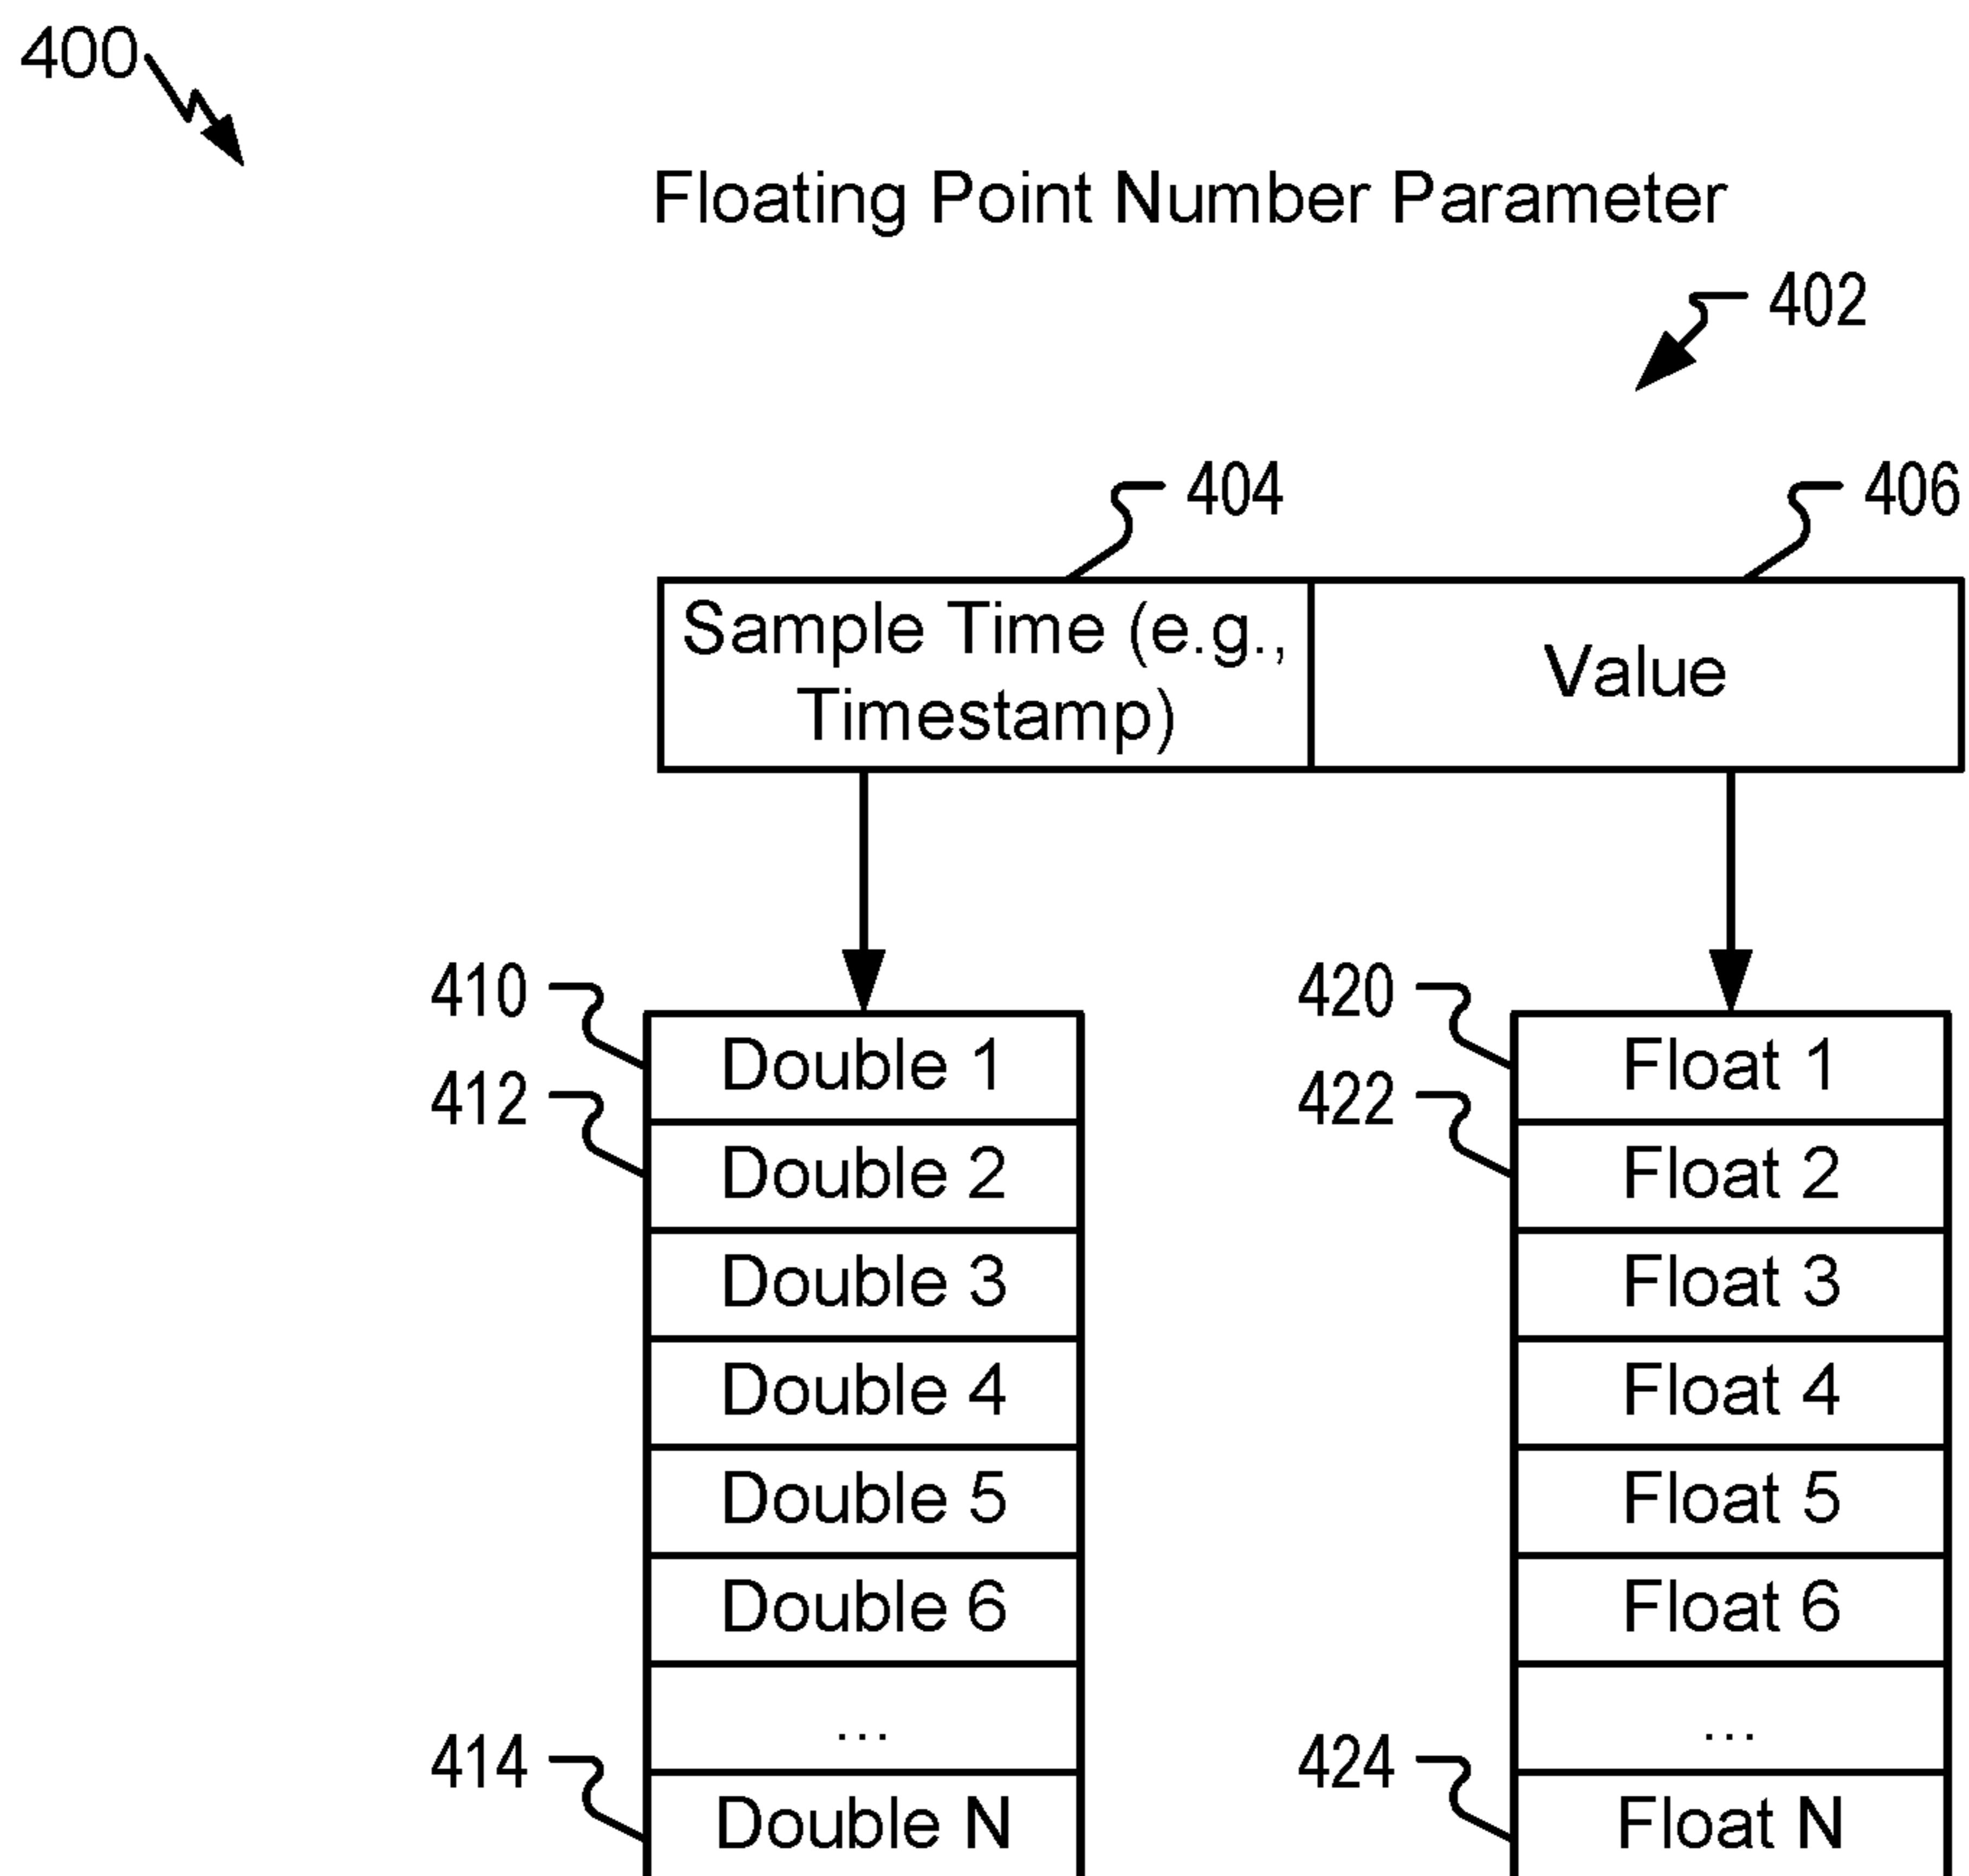 400
Floating Point Number Parameter
402
404
406
Sample Time (e.g.,
Timestamp)
Value
410
Double 1
420
Float 1
412
Double 2
422
Float 2
Double 3
Float 3
Double 4
Float 4
Double 5
Float 5
Double 6
Float 6
...
...
414
Double N
424
Float N